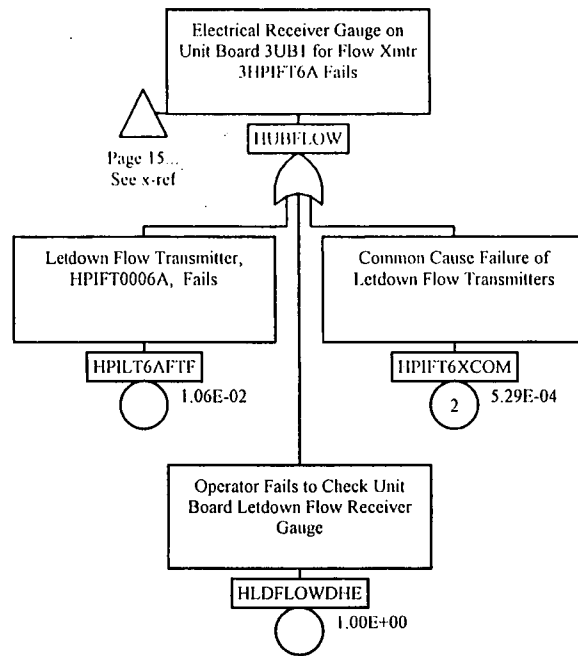 Electrical Receiver Gauge on
Unit Board 3UB1 for Flow Xmtr
3HPIFT6A Fails
HUBFLOW
Page 15...
See x-ref
Letdown Flow Transmitter,
HPIFT0006A, Fails
HPILT6AFTF
1.06E-02
Common Cause Failure of
Letdown Flow Transmitters
HPIFT6XCOM
2
5.29E-04
Operator Fails to Check Unit
Board Letdown Flow Receiver
Gauge
HLDFLOWDHE
1.00E+00